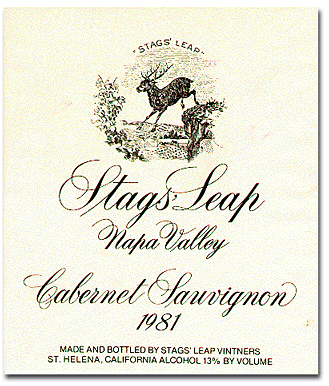 "STAGS' LEAP"
Stags' Leap
Napa Valley
Cabernet Sauvignon
1981
MADE AND BOTTLED BY STAGS' LEAP VINTNERS
ST. HELENA, CALIFORNIA ALCOHOL 13% BY VOLUME